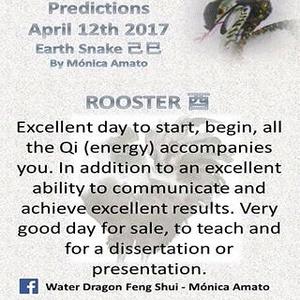 Predictions
April 12th 2017
Earth Snake 己巳
By Mónica Amato
ROOSTER 酉
Excellent day to start, begin, all
the Qi (energy) accompanies
you. In addition to an excellent
ability to communicate and
achieve excellent results. Very
good day for sale, to teach and
for a dissertation or
presentation.
f Water Dragon Feng Shui - Mónica Amato